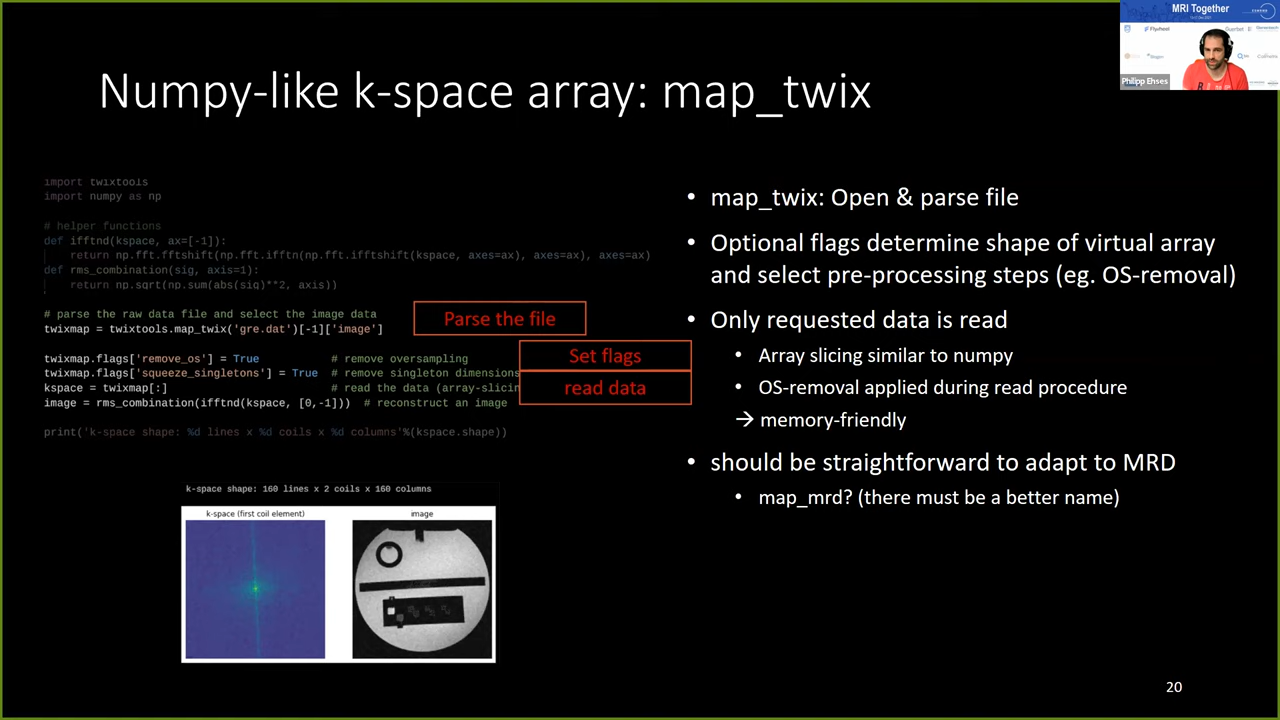 MRI Together
Flywheel
Philipp Ehses
Numpy-like k-space array: map_twix
import twixtools
import numpy as np
# helper functions
def ifftnd(kspace, ax=[-1]):
return np.fft.fftshift(np.fft.ifftn(np.fft.ifftshift(kspace, axes=ax), axes=ax), axes=ax)
def rms_combination(sig, axis=1):
return np.sqrt(np.sum(abs(sig)**2, axis))
# parse the raw data file and select the image data
twixmap = twixtools.map_twix('gre.dat')[-1]['image']
Parse the file
twixmap.flags['remove_os'] = True # remove oversampling
twixmap.flags['squeeze_singletons'] = True # remove singleton dimensions
kspace = twixmap[:] # read the data (array-slicin
image = rms_combination(ifftnd(kspace, [0,-1])) # reconstruct an image
Set flags
read data
print('k-space shape: %d lines x %d coils x %d columns'%(kspace.shape))
k-space shape: 160 lines x 2 coils x 160 columns
k-space (first coil element)
image
• map_twix: Open & parse file
• Optional flags determine shape of virtual array
and select pre-processing steps (eg. OS-removal)
• Only requested data is read
• Array slicing similar to numpy
• OS-removal applied during read procedure
→ memory-friendly
• should be straightforward to adapt to MRD
• map_mrd? (there must be a better name)
20